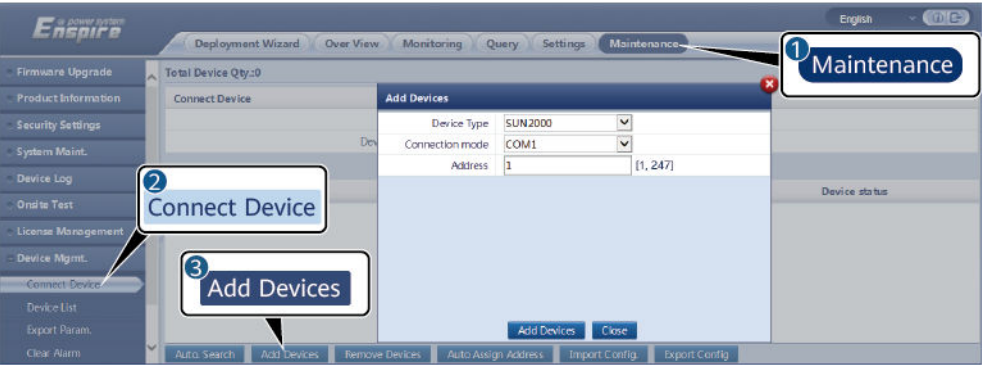 a power system
Enspire
English
Deployment Wizard Over View Monitoring Query Settings Maintenance
1
Maintenance
Firmware Upgrade
Product Information
Security Settings
System Maint.
Device Log
Onsite Test
License Management
Device Mgmt.
Connect Device
Device List
Export Param.
Clear Alarm
2
Connect Device
Total Device Qty.:0
Connect Device
Dev
Device status
Add Devices
Device Type SUN2000
Connection mode COM1
Address 1 [1, 247]
Add Devices Close
3
Add Devices
Auto. Search Add Devices Remove Devices Auto Assign Address Import Config. Export Config